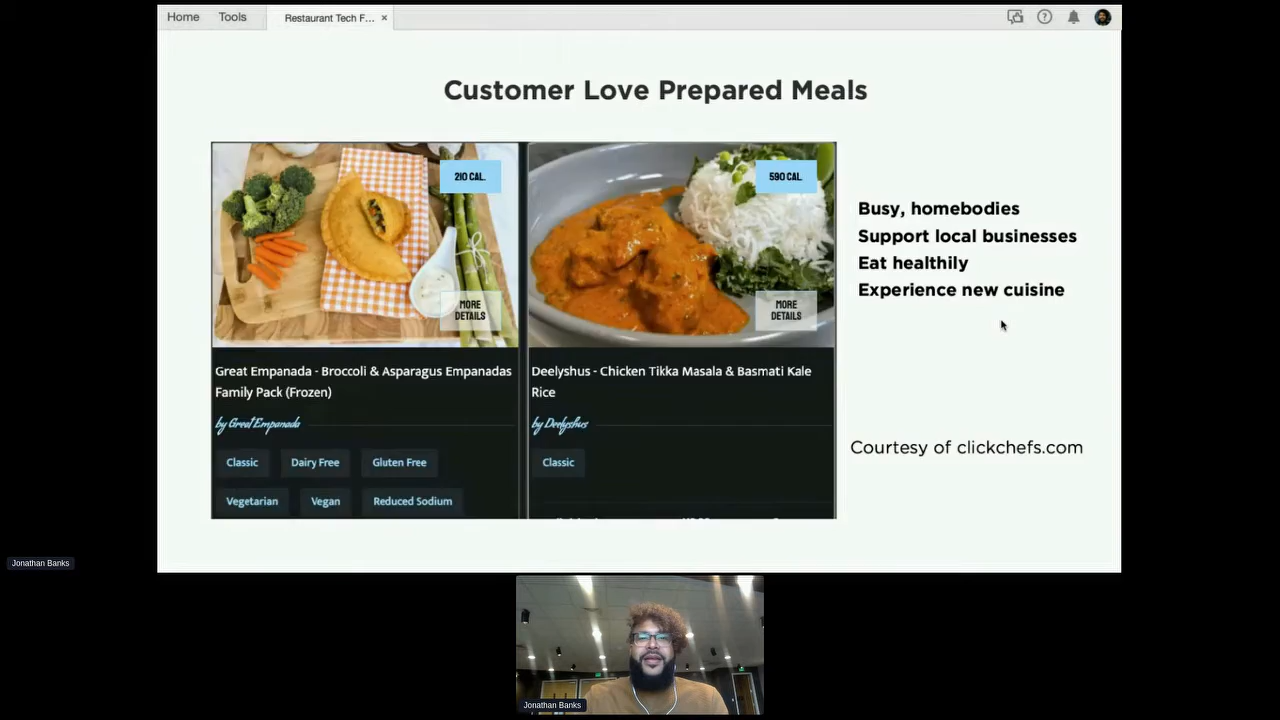 Home Tools Restaurant Tech F... ×
Customer Love Prepared Meals
210 CAL.
590 CAL.
MORE
DETAILS
MORE
DETAILS
Busy, homebodies
Support local businesses
Eat healthily
Experience new cuisine
Great Empanada - Broccoli & Asparagus Empanadas
Family Pack (Frozen)
by Great Empanada
Classic Dairy Free Gluten Free
Vegetarian Vegan Reduced Sodium
Deelyshus - Chicken Tikka Masala & Basmati Kale
Rice
by Deelyshus
Classic
Courtesy of clickchefs.com
Jonathan Banks
Jonathan Banks